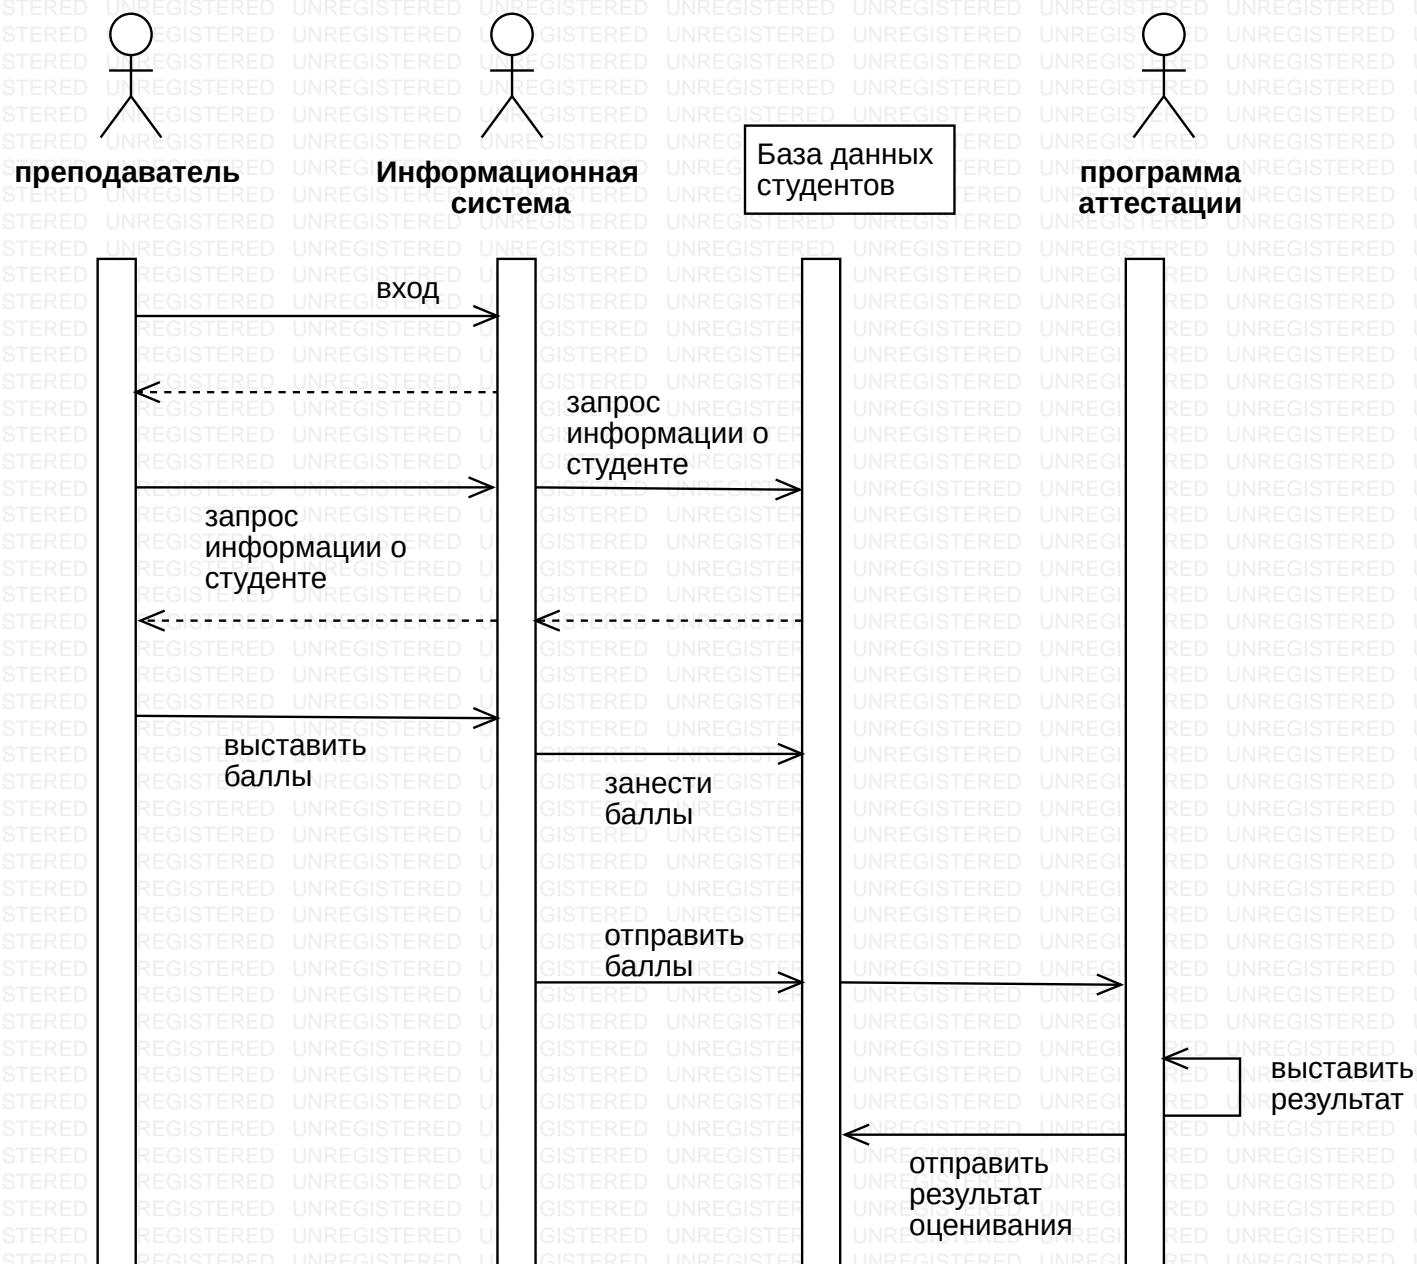 преподаватель
Информационная
система
База данных
студентов
программа
аттестации
вход
запрос
информации о
студенте
запрос
информации о
студенте
выставить
баллы
занести
баллы
отправить
баллы
выставить
результат
отправить
результат
оценивания
UNREGISTERED